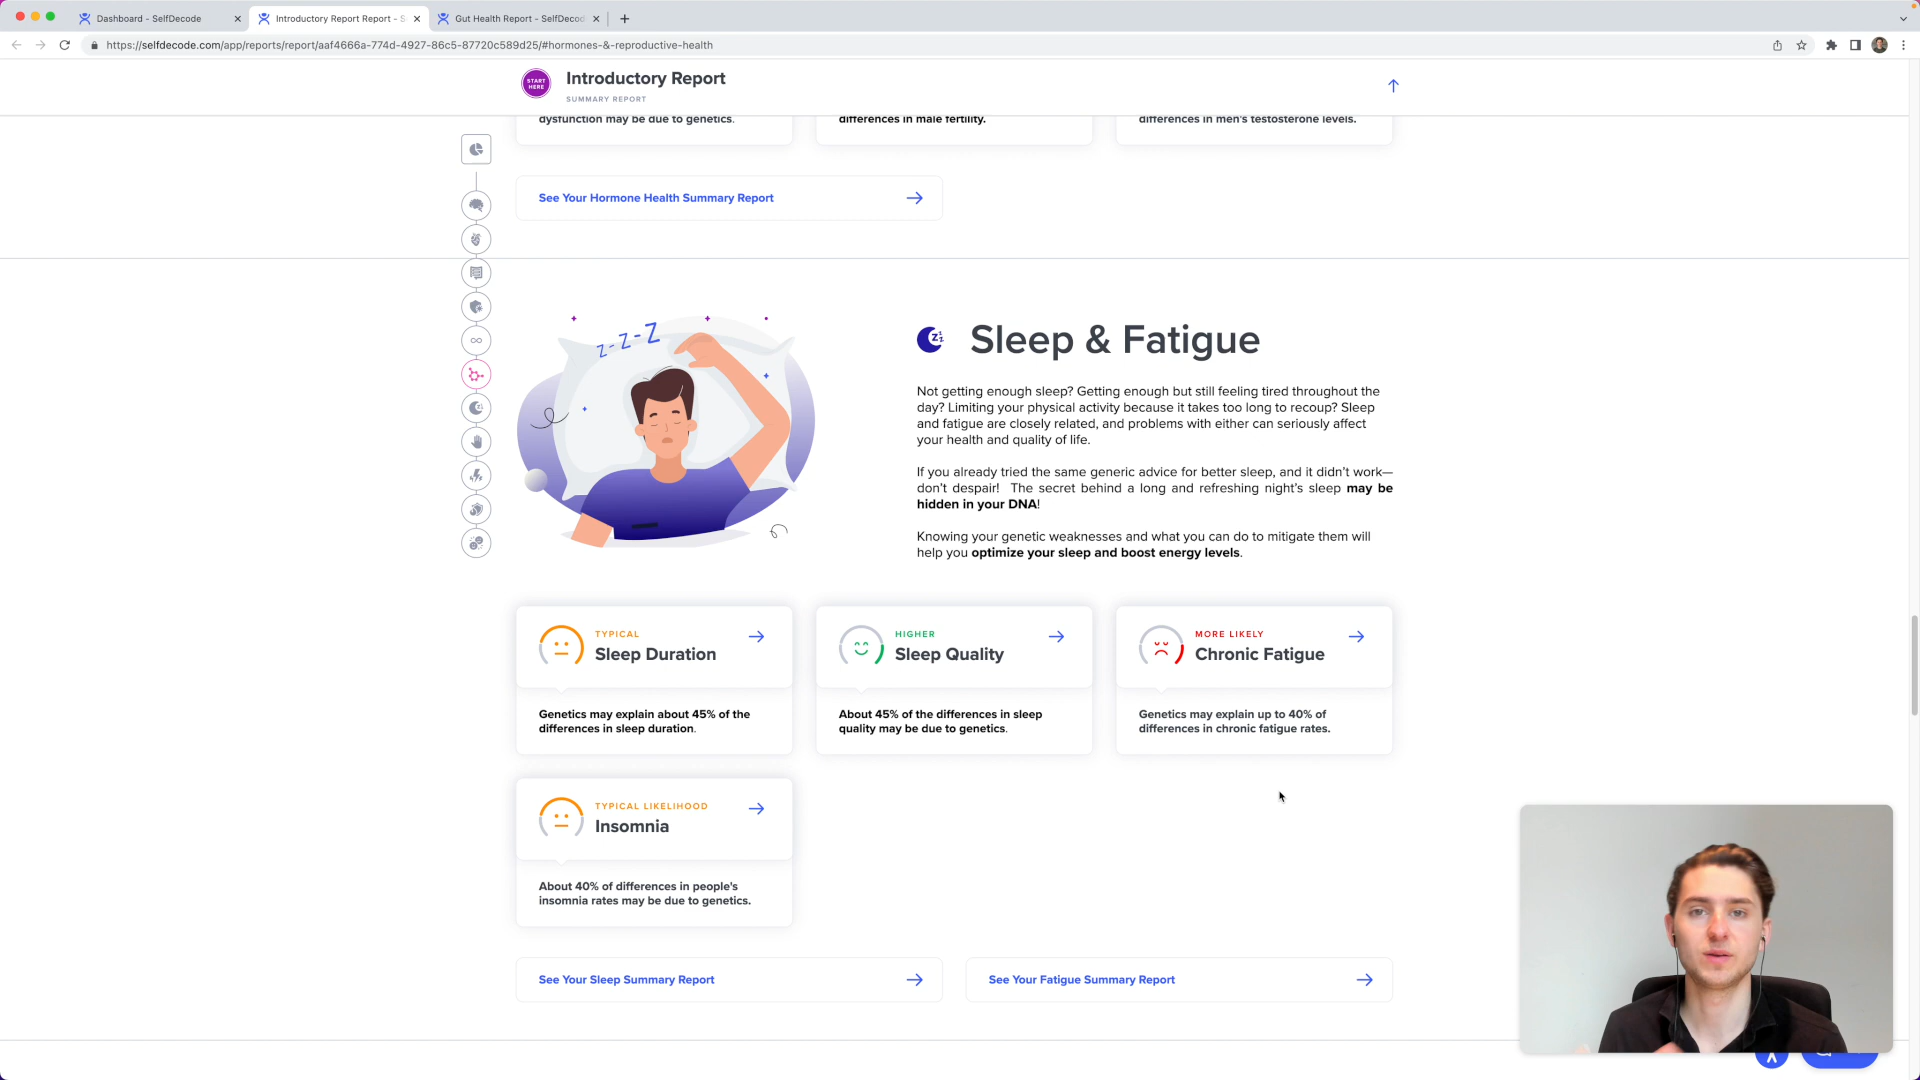 Dashboard - SelfDecode
Introductory Report Report - S
Gut Health Report - SelfDecod
https://selfdecode.com/app/reports/report/aaf4666a-774d-4927-86c5-87720c589d25/#hormones-&-reproductive-health
START
HERE
Introductory Report
SUMMARY REPORT
dysfunction may be due to genetics.
differences in male fertility.
differences in men's testosterone levels.
See Your Hormone Health Summary Report
z-z-z
Sleep & Fatigue
Not getting enough sleep? Getting enough but still feeling tired throughout the
day? Limiting your physical activity because it takes too long to recoup? Sleep
and fatigue are closely related, and problems with either can seriously affect
your health and quality of life.
If you already tried the same generic advice for better sleep, and it didn't work—
don't despair! The secret behind a long and refreshing night's sleep may be
hidden in your DNA!
Knowing your genetic weaknesses and what you can do to mitigate them will
help you optimize your sleep and boost energy levels.
TYPICAL
Sleep Duration
Genetics may explain about 45% of the
differences in sleep duration.
HIGHER
Sleep Quality
About 45% of the differences in sleep
quality may be due to genetics.
MORE LIKELY
Chronic Fatigue
Genetics may explain up to 40% of
differences in chronic fatigue rates.
TYPICAL LIKELIHOOD
Insomnia
About 40% of differences in people's
insomnia rates may be due to genetics.
See Your Sleep Summary Report
See Your Fatigue Summary Report